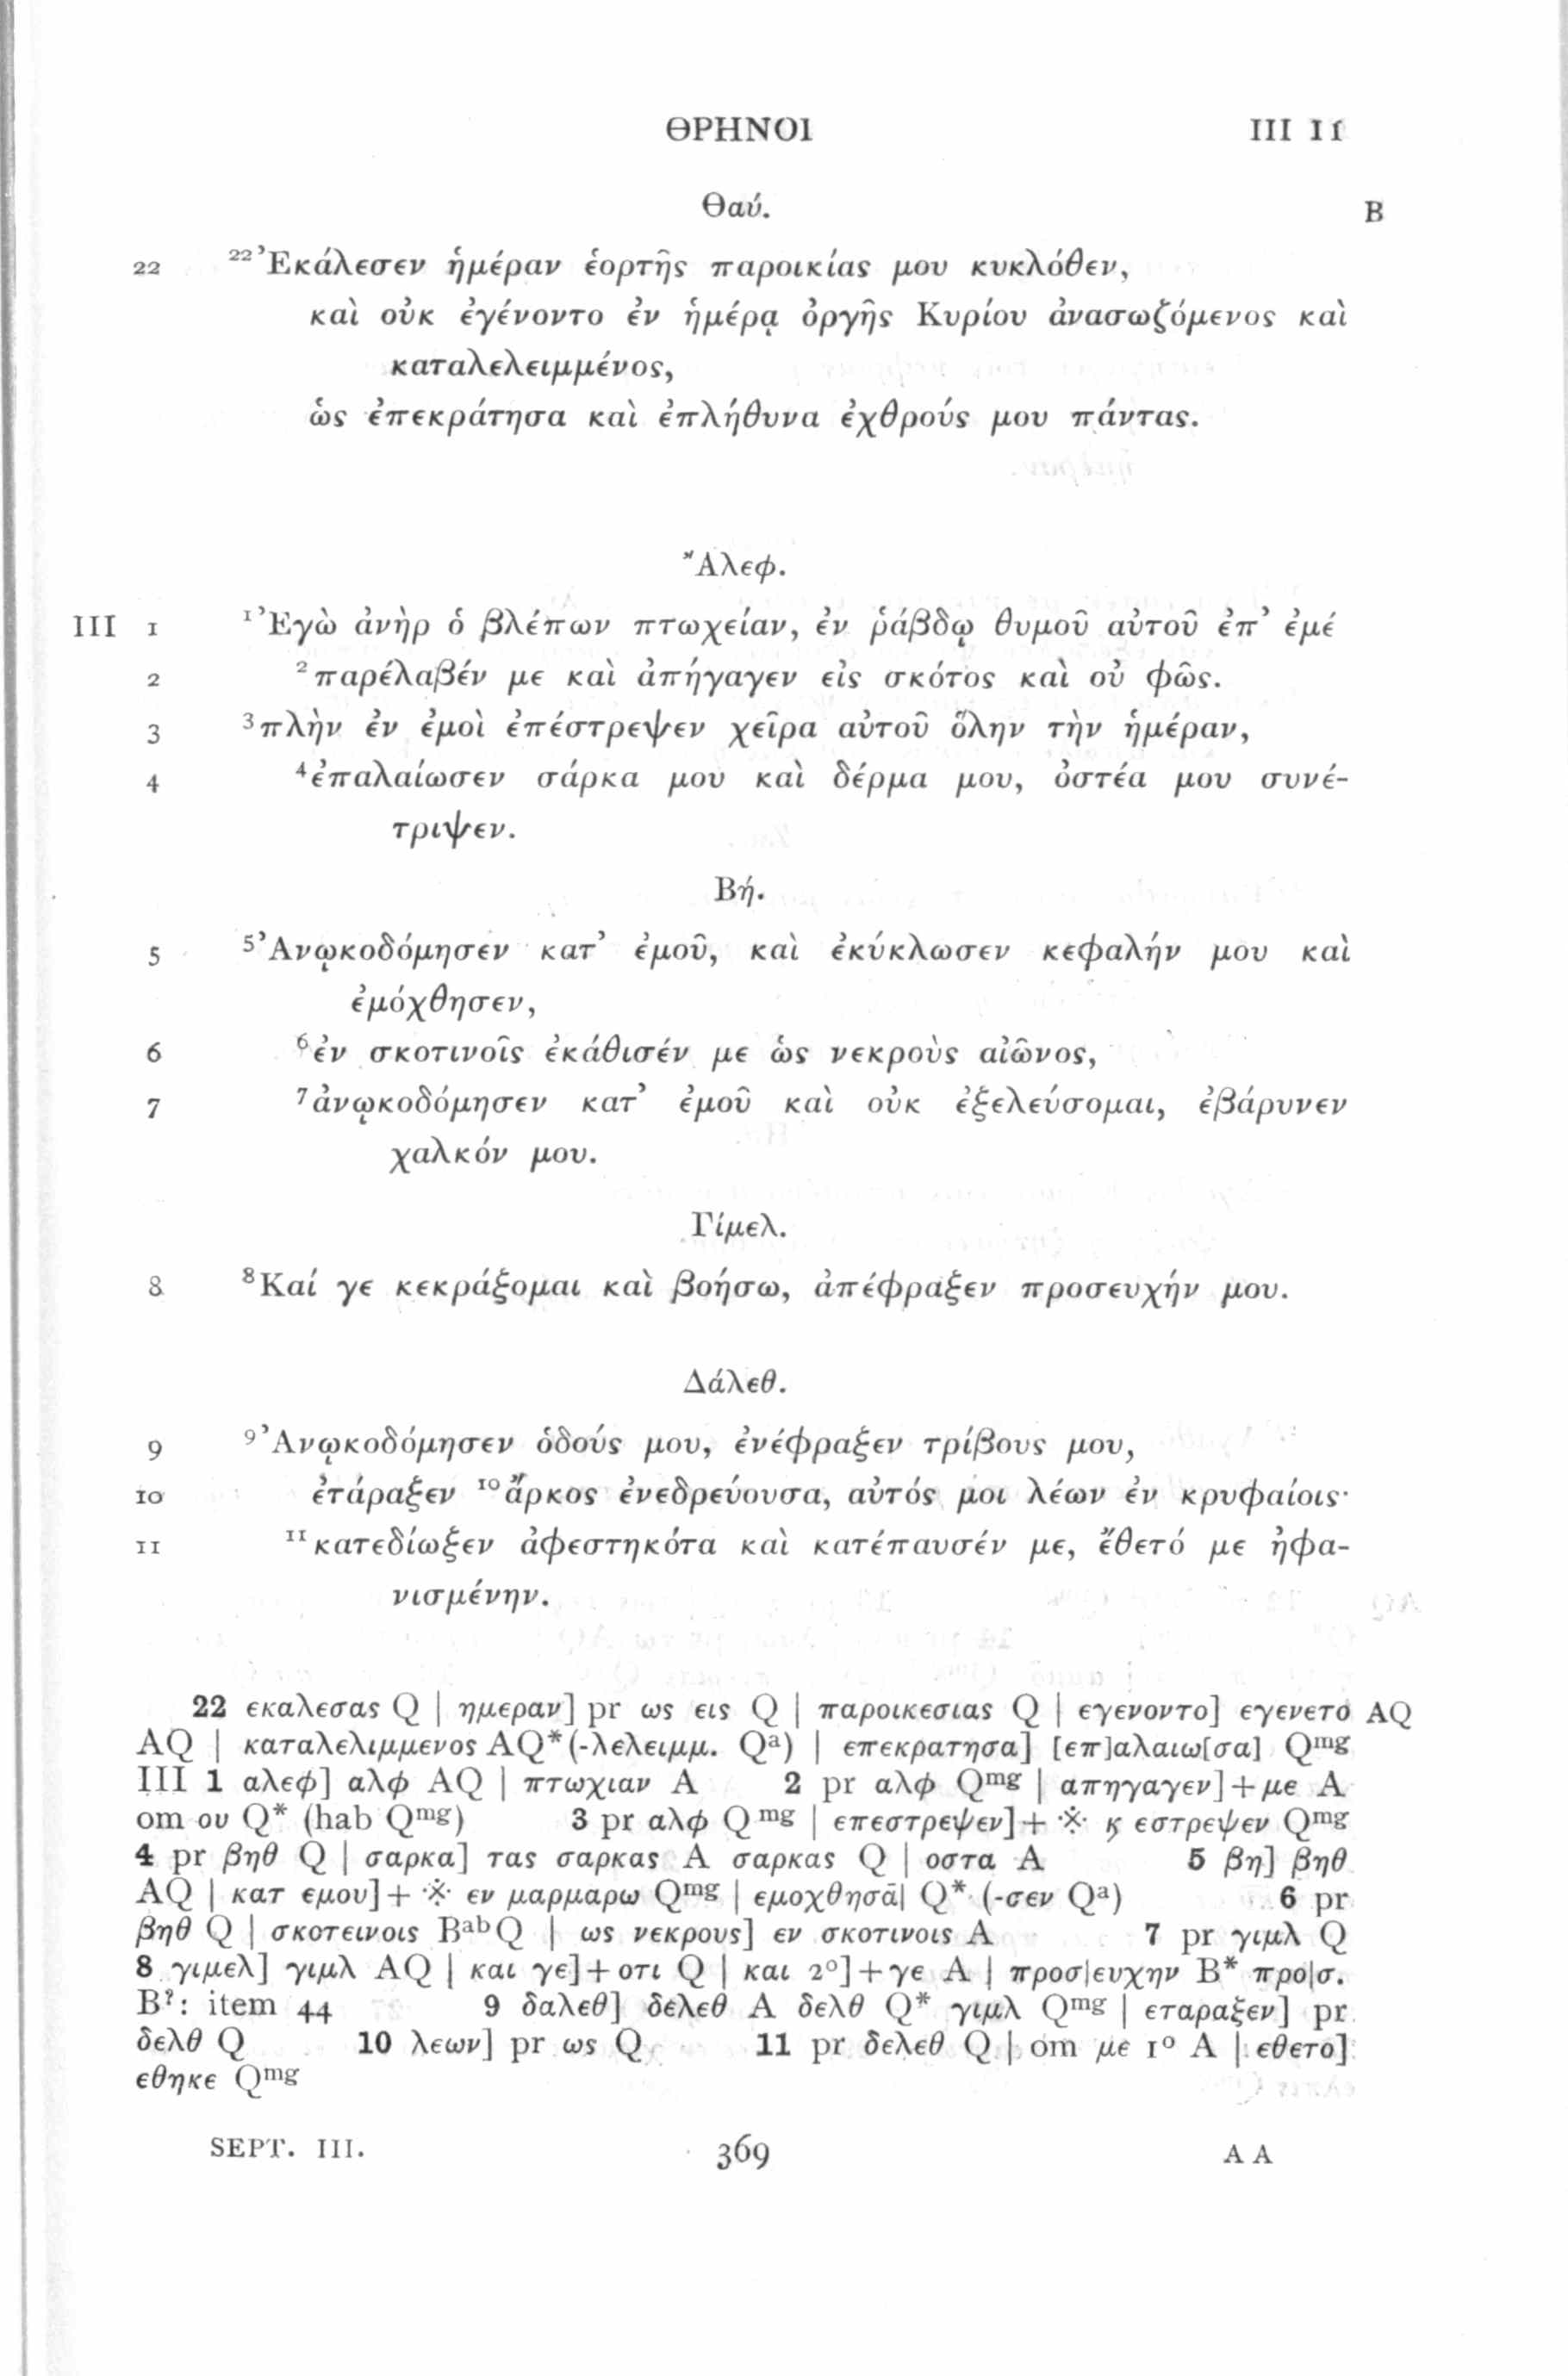 ΘΡΗΝΟΙ III 11
Θαύ. B
22 ²²Ἐκάλεσεν ἡμέραν ἑορτῆς παροικίας μου κυκλόθεν,
καὶ οὐκ ἐγένοντο ἐν ἡμέρᾳ ὀργῆς Κυρίου ἀνασωζόμενος καὶ
καταλελειμμένος,
ὡς ἐπεκράτησα καὶ ἐπλήθυνα ἐχθρούς μου πάντας.
Ἄλεφ.
III 1 ¹Ἐγὼ ἀνὴρ ὁ βλέπων πτωχείαν, ἐν ῥάβδῳ θυμοῦ αὐτοῦ ἐπ’ ἐμέ
2 ²παρέλαβέν με καὶ ἀπήγαγεν εἰς σκότος καὶ οὐ φῶς.
3 ³πλὴν ἐν ἐμοὶ ἐπέστρεψεν χεῖρα αὐτοῦ ὅλην τὴν ἡμέραν,
4 ⁴ἐπαλαίωσεν σάρκα μου καὶ δέρμα μου, ὀστέα μου συνέ-
τριψεν.
Βή.
5 ⁵Ἀνῳκοδόμησεν κατ’ ἐμοῦ, καὶ ἐκύκλωσεν κεφαλήν μου καὶ
ἐμόχθησεν,
6 ⁶ἐν σκοτινοῖς ἐκάθισέν με ὡς νεκροὺς αἰῶνος,
7 ⁷ἀνῳκοδόμησεν κατ’ ἐμοῦ καὶ οὐκ ἐξελεύσομαι, ἐβάρυνεν
χαλκόν μου.
Γίμελ.
8 ⁸Καί γε κεκράξομαι καὶ βοήσω, ἀπέφραξεν προσευχήν μου.
Δάλεθ.
9 ⁹Ἀνῳκοδόμησεν ὁδούς μου, ἐνέφραξεν τρίβους μου,
10 ἐτάραξεν ¹⁰ἄρκος ἐνεδρεύουσα, αὐτός μοι λέων ἐν κρυφαίοις·
11 ¹¹κατεδίωξεν ἀφεστηκότα καὶ κατέπαυσέν με, ἔθετό με ἠφα-
νισμένην.
22 εκαλεσας Q | ημεραν] pr ως εις Q | παροικεσιας Q | εγενοντο] εγενετο AQ
AQ | καταλελιμμενος AQ* (-λελειμμ. Qᵃ) | επεκρατησα] [επ]αλαιω[σα] Qᵐᵍ
III 1 αλεφ] αλφ AQ | πτωχιαν A 2 pr αλφ Qᵐᵍ | απηγαγεν] + με A
om ου Q* (hab Qᵐᵍ) 3 pr αλφ Qᵐᵍ | επεστρεψεν] + ※ ϗ εστρεψεν Qᵐᵍ
4 pr βηθ Q | σαρκα] τας σαρκας A σαρκας Q | οστα A 5 βη] βηθ
AQ | κατ εμου] + ※ εν μαρμαρω Qᵐᵍ | εμοχθησᾱ| Q* (-σεν Qᵃ) 6 pr
βηθ Q | σκοτεινοις BᵃᵇQ | ως νεκρους] εν σκοτινοις A 7 pr γιμλ Q
8 γιμελ] γιμλ AQ | και γε] + οτι Q | και 2°] + γε A | προσ|ευχην B* προ|σ.
B?: item 44 9 δαλεθ] δελεθ A δελθ Q* γιμλ Qᵐᵍ | εταραξεν] pr
δελθ Q 10 λεων] pr ως Q 11 pr δελεθ Q | om με 1° A | εθετο]
εθηκε Qᵐᵍ
SEPT. III. 369 A A